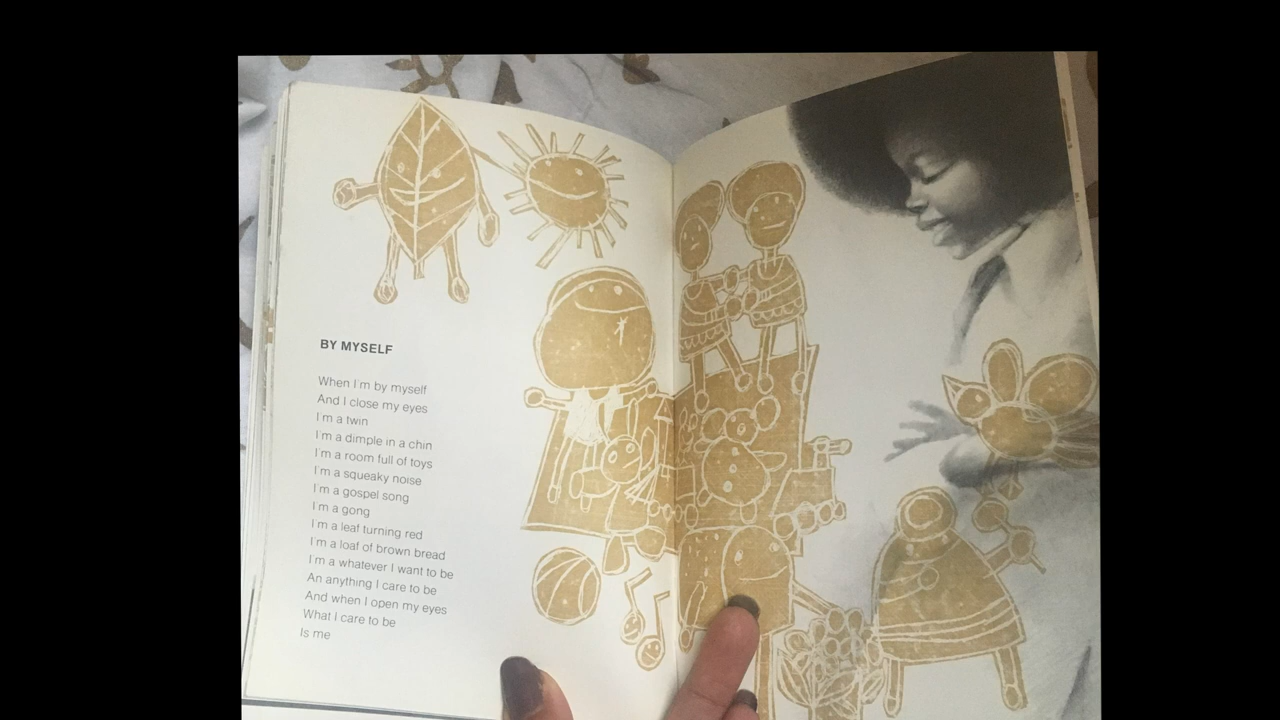 BY MYSELF
When I'm by myself
And I close my eyes
I'm a twin
I'm a dimple in a chin
I'm a room full of toys
I'm a squeaky noise
I'm a gospel song
I'm a gong
I'm a leaf turning red
I'm a loaf of brown bread
I'm a whatever I want to be
An anything I care to be
And when I open my eyes
What I care to be
Is me